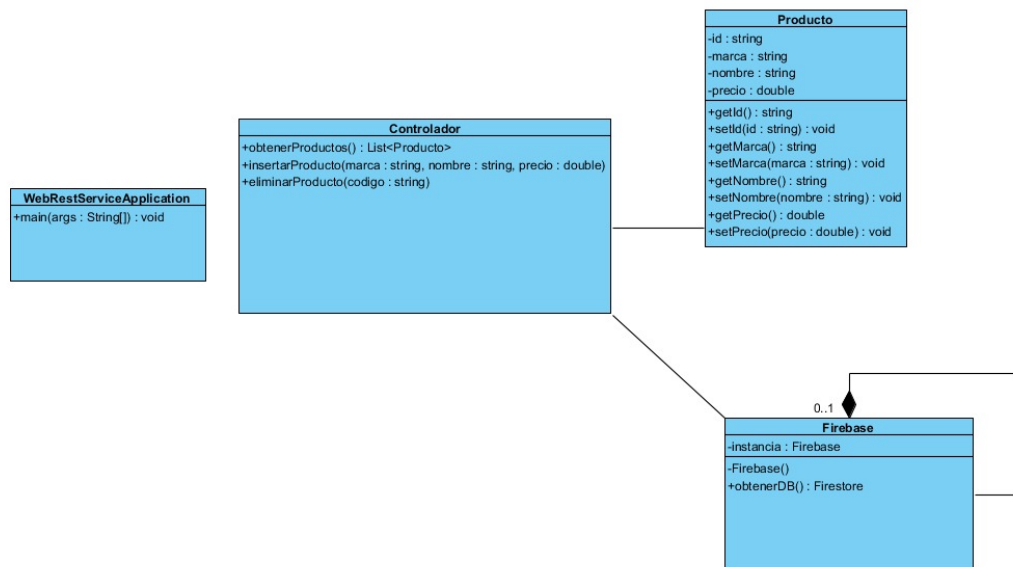 WebRestServiceApplication
+main(args : String[]) : void
Controlador
+obtenerProductos() : List<Producto>
+insertarProducto(marca : string, nombre : string, precio : double)
+eliminarProducto(codigo : string)
Producto
-id : string
-marca : string
-nombre : string
-precio : double
+getId() : string
+setId(id : string) : void
+getMarca() : string
+setMarca(marca : string) : void
+getNombre() : string
+setNombre(nombre : string) : void
+getPrecio() : double
+setPrecio(precio : double) : void
0..1
Firebase
-instancia : Firebase
-Firebase()
+obtenerDB() : Firestore